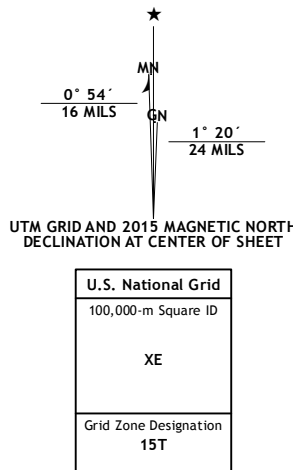 ★
MN
0° 54´
16 MILS
GN
1° 20´
24 MILS
UTM GRID AND 2015 MAGNETIC NORTH
DECLINATION AT CENTER OF SHEET
U.S. National Grid
100,000-m Square ID
XE
Grid Zone Designation
15T